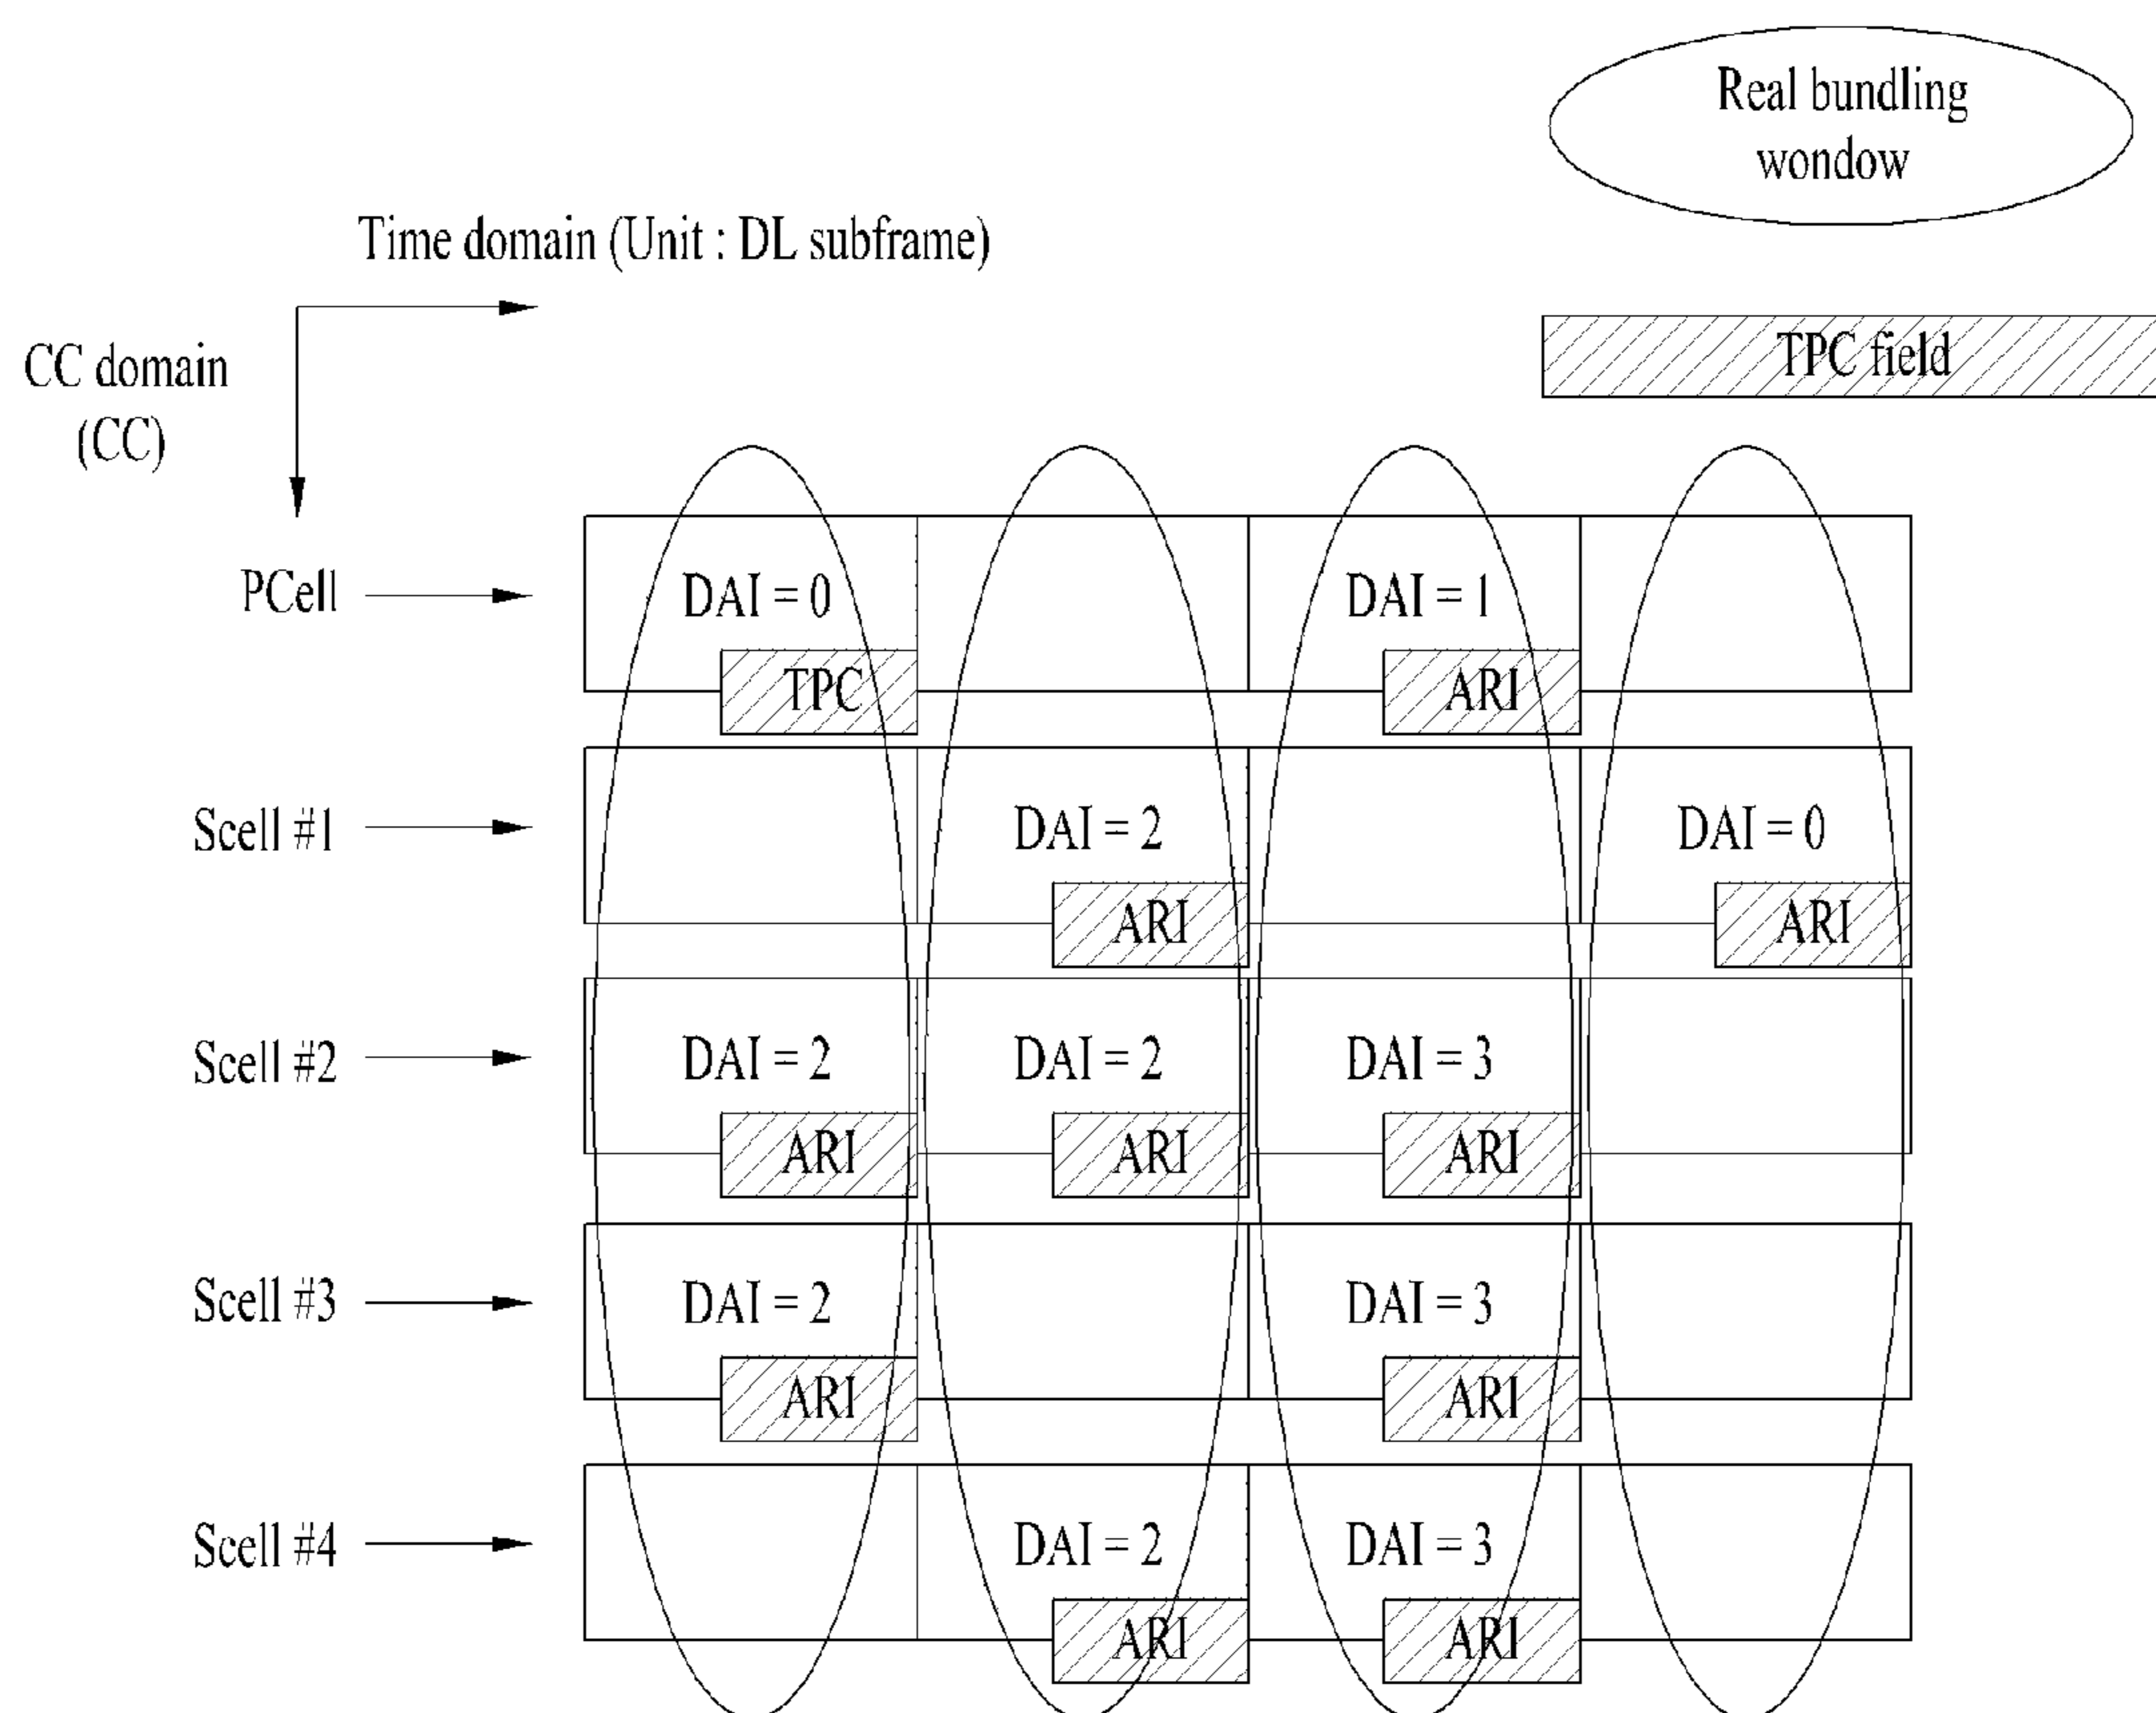 Real bundling
wondow
Time domain (Unit : DL subframe)
TPC field
CC domain
(CC)
PCell
DAI = 0
DAI = 1
TPC
ARI
Scell #1
DAI = 2
DAI = 0
ARI
ARI
Scell #2
DAI = 2
DAI = 2
DAI = 3
ARI
ARI
ARI
Scell #3
DAI = 2
DAI = 3
ARI
ARI
Scell #4
DAI = 2
DAI = 3
ARI
ARI